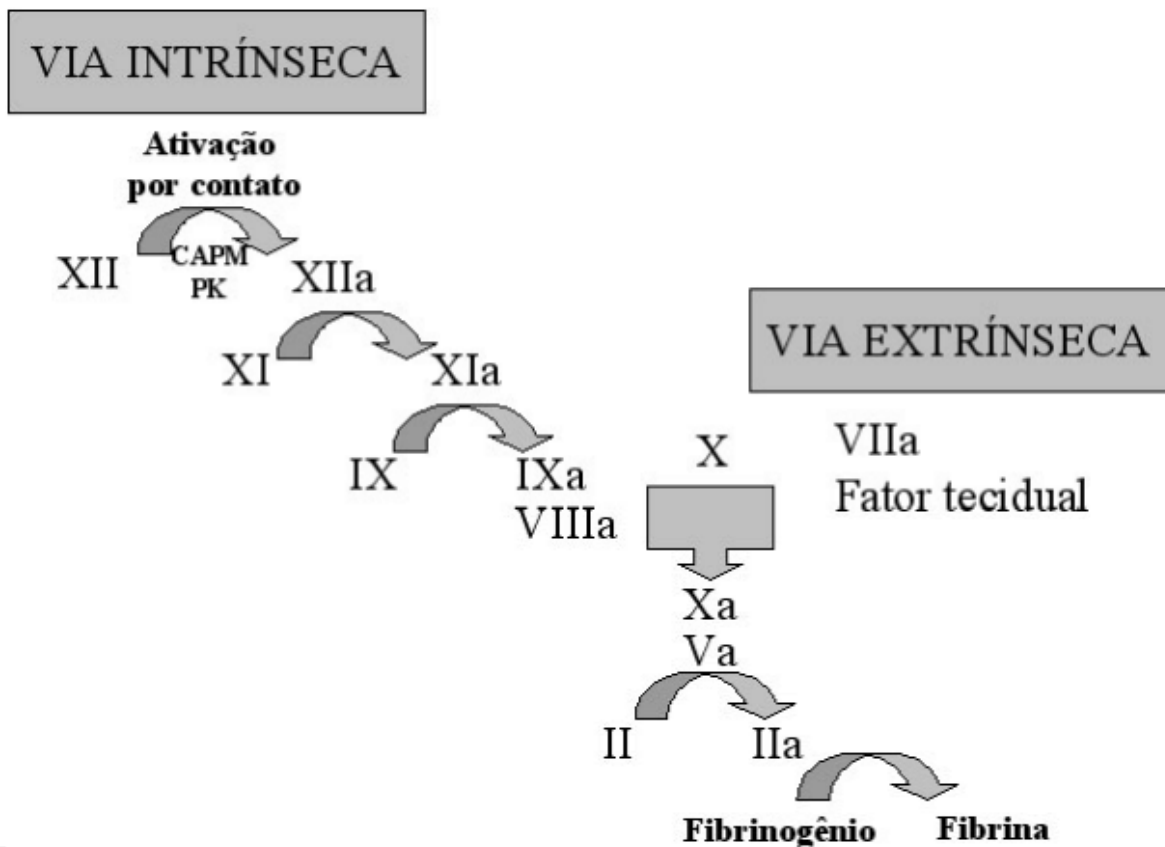 VIA INTRÍNSECA
Ativação
por contato
XII
CAPM
PK
XIIa
XI
XIa
IX
IXa
VIIIa
VIA EXTRÍNSECA
X
VIIa
Fator tecidual
Xa
Va
II
IIa
Fibrinogênio
Fibrina